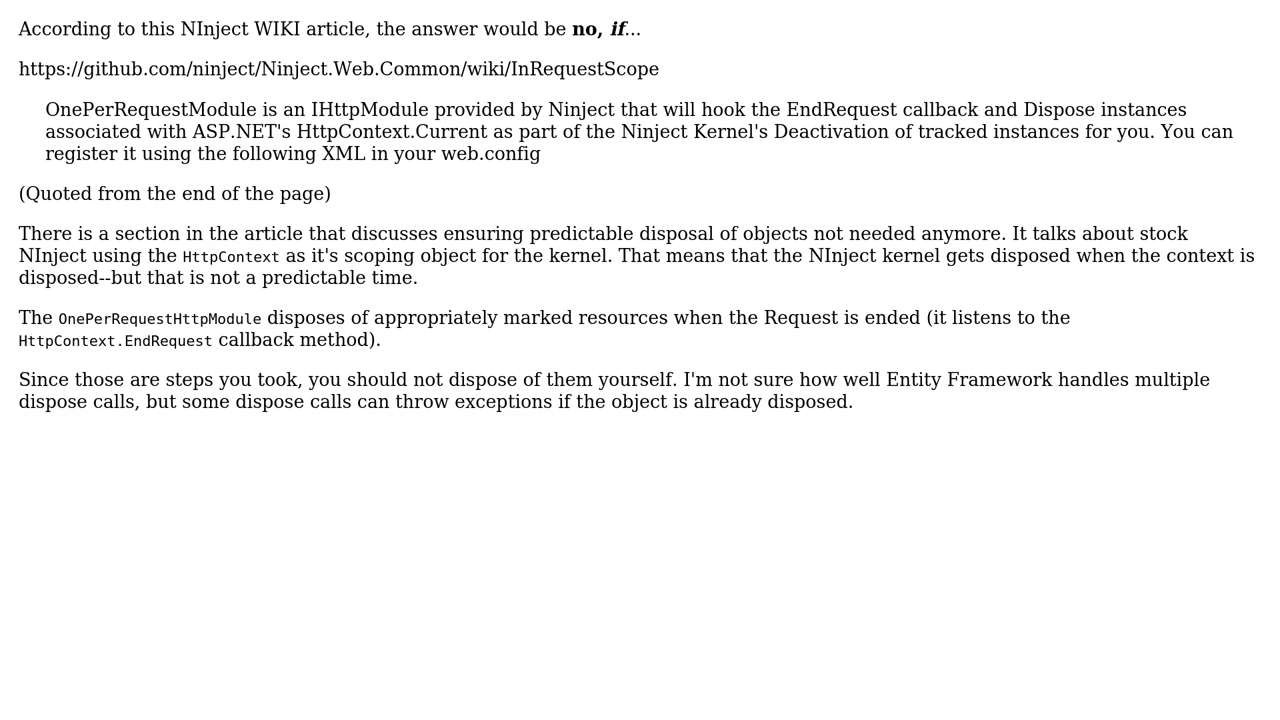 According to this NInject WIKI article, the answer would be no, if...
https://github.com/ninject/Ninject.Web.Common/wiki/InRequestScope
OnePerRequestModule is an IHttpModule provided by Ninject that will hook the EndRequest callback and Dispose instances
associated with ASP.NET's HttpContext.Current as part of the Ninject Kernel's Deactivation of tracked instances for you. You can
register it using the following XML in your web.config
(Quoted from the end of the page)
There is a section in the article that discusses ensuring predictable disposal of objects not needed anymore. It talks about stock
NInject using the HttpContext as it's scoping object for the kernel. That means that the NInject kernel gets disposed when the context is
disposed--but that is not a predictable time.
The OnePerRequestHttpModule disposes of appropriately marked resources when the Request is ended (it listens to the
HttpContext.EndRequest callback method).
Since those are steps you took, you should not dispose of them yourself. I'm not sure how well Entity Framework handles multiple
dispose calls, but some dispose calls can throw exceptions if the object is already disposed.